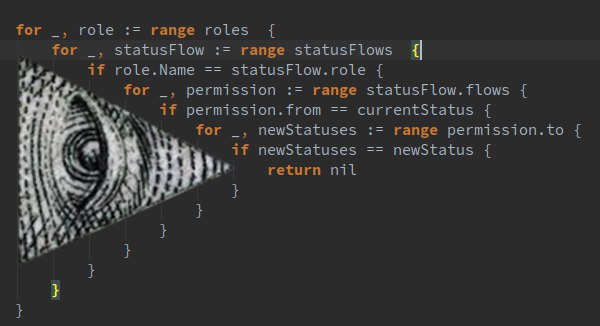 for _, role := range roles  {
    for _, statusFlow := range statusFlows  {
        if role.Name == statusFlow.role {
            for _, permission := range statusFlow.flows {
                if permission.from == currentStatus {
                    for _, newStatuses := range permission.to {
                        if newStatuses == newStatus {
                            return nil
                        }
                    }
                }
            }
        }
    }
}